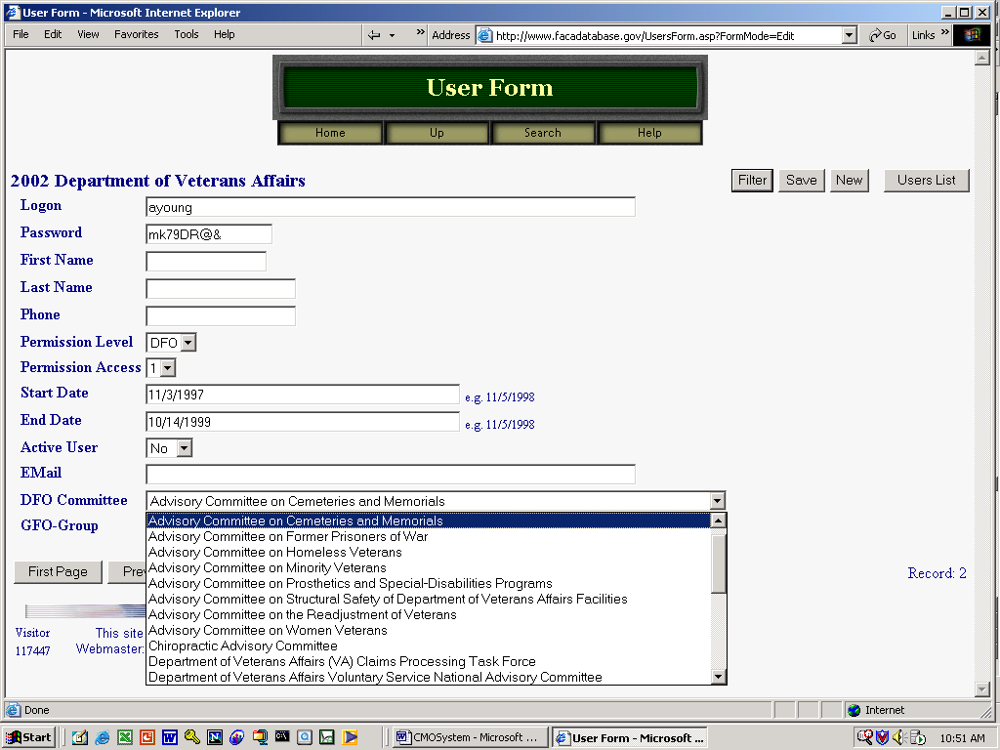 User Form - Microsoft Internet Explorer
File Edit View Favorites Tools Help » Address http://www.facadatabase.gov/UsersForm.asp?FormMode=Edit Go Links »
User Form
Home Up Search Help
2002 Department of Veterans Affairs Filter Save New Users List
Logon ayoung
Password mk79DR@&
First Name
Last Name
Phone
Permission Level DFO
Permission Access 1
Start Date 11/3/1997 e.g. 11/5/1998
End Date 10/14/1999 e.g. 11/5/1998
Active User No
EMail
DFO Committee Advisory Committee on Cemeteries and Memorials
GFO-Group Advisory Committee on Cemeteries and Memorials
Advisory Committee on Former Prisoners of War
Advisory Committee on Homeless Veterans
Advisory Committee on Minority Veterans
First Page Prev Record: 2
Advisory Committee on Prosthetics and Special-Disabilities Programs
Advisory Committee on Structural Safety of Department of Veterans Affairs Facilities
Advisory Committee on the Readjustment of Veterans
Advisory Committee on Women Veterans
Chiropractic Advisory Committee
Department of Veterans Affairs (VA) Claims Processing Task Force
Department of Veterans Affairs Voluntary Service National Advisory Committee
Visitor This site
117447 Webmaster:
Done Internet
Start CMOSystem - Microsoft ... User Form - Microsoft ... 10:51 AM